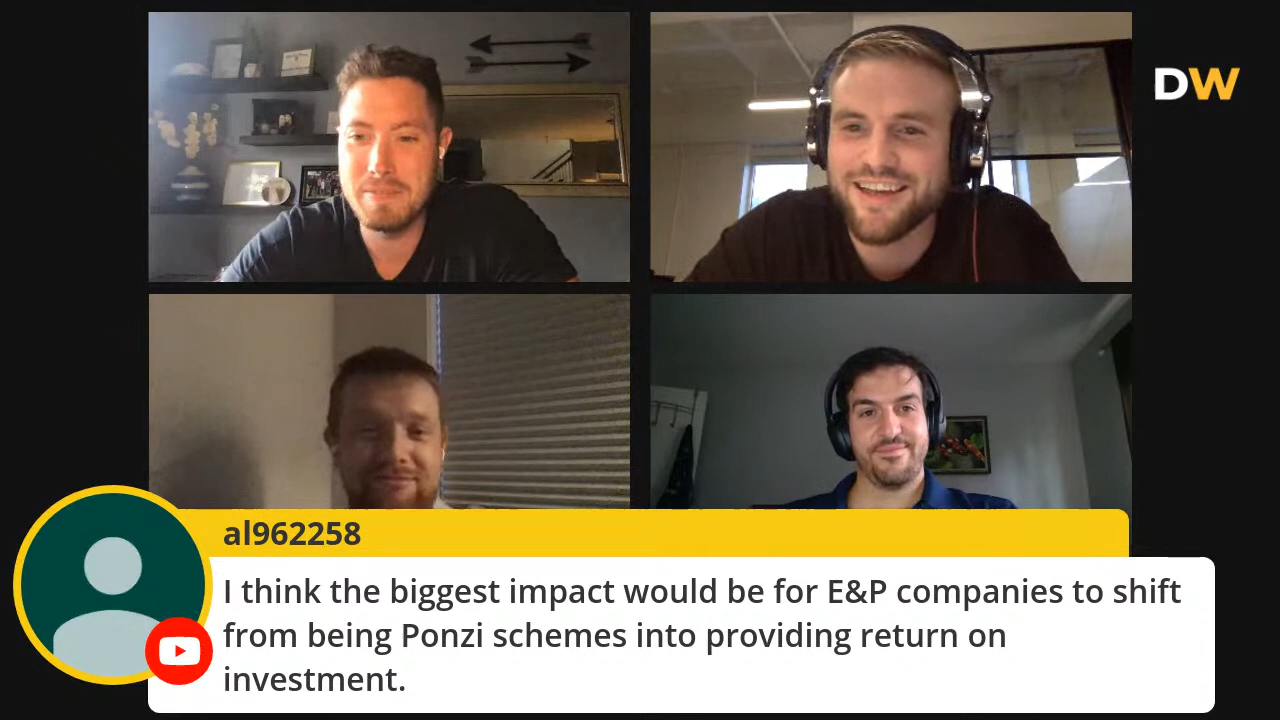 DW
al962258
I think the biggest impact would be for E&P companies to shift
from being Ponzi schemes into providing return on
investment.